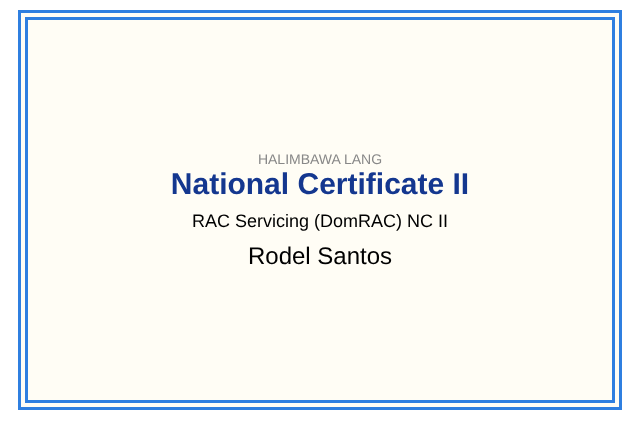 HALIMBAWA LANG
National Certificate II
RAC Servicing (DomRAC) NC II
Rodel Santos